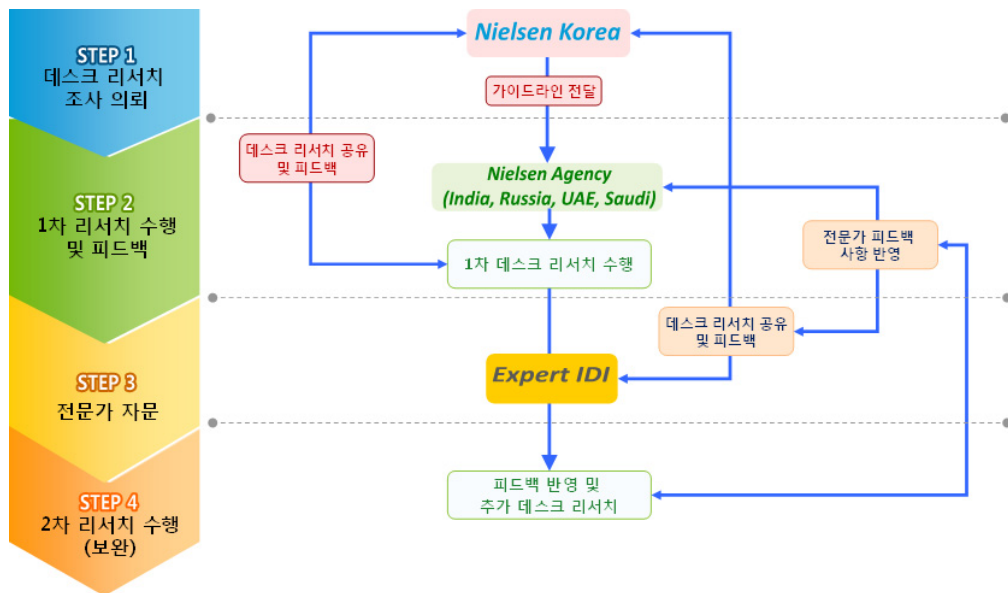 STEP 1
데스크 리서치
조사 의뢰
STEP 2
1차 리서치 수행
및 피드백
STEP 3
전문가 자문
STEP 4
2차 리서치 수행
(보완)
Nielsen Korea
가이드라인 전달
데스크 리서치 공유
및 피드백
Nielsen Agency
(India, Russia, UAE, Saudi)
1차 데스크 리서치 수행
전문가 피드백
사항 반영
데스크 리서치 공유
및 피드백
Expert IDI
피드백 반영 및
추가 데스크 리서치